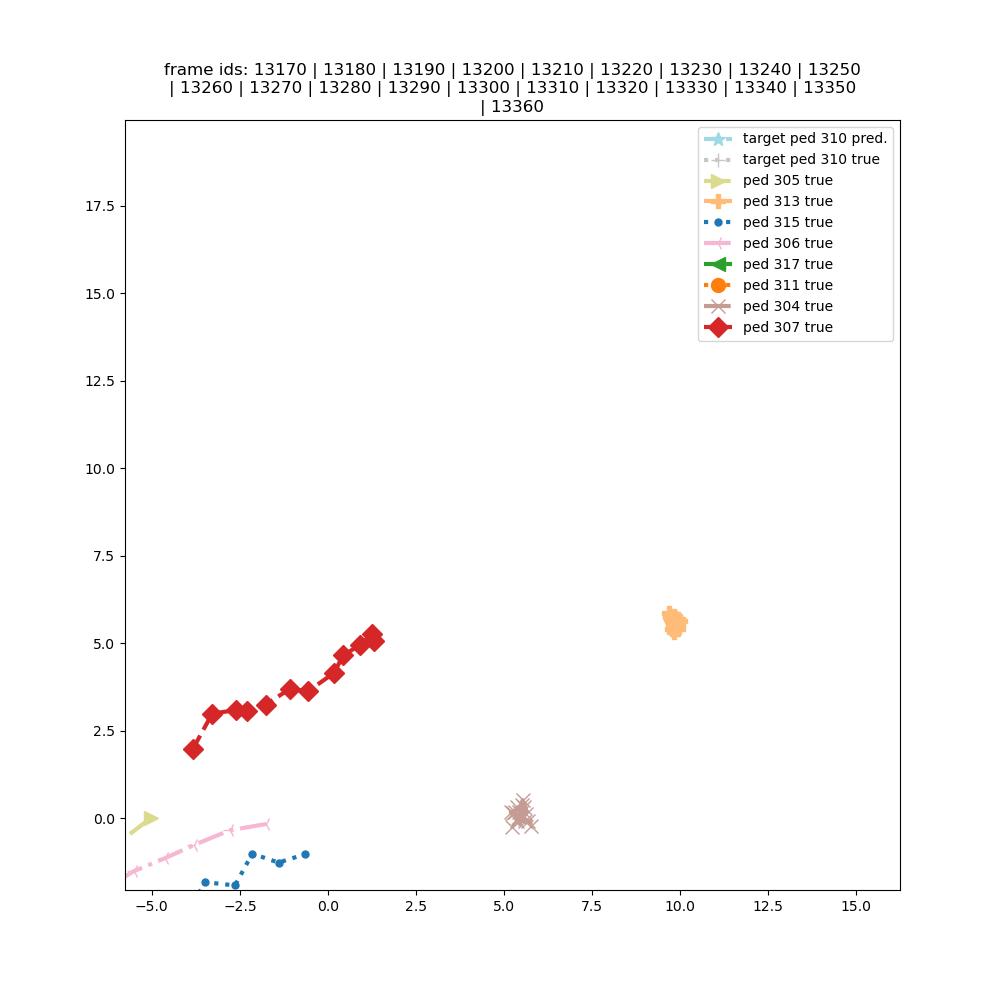 frame ids: 13170 | 13180 | 13190 | 13200 | 13210 | 13220 | 13230 | 13240 | 13250
| 13260 | 13270 | 13280 | 13290 | 13300 | 13310 | 13320 | 13330 | 13340 | 13350
| 13360
target ped 310 pred.
target ped 310 true
ped 305 true
ped 313 true
ped 315 true
ped 306 true
ped 317 true
ped 311 true
ped 304 true
ped 307 true
17.5
15.0
12.5
10.0
7.5
5.0
2.5
0.0
−5.0 −2.5 0.0 2.5 5.0 7.5 10.0 12.5 15.0